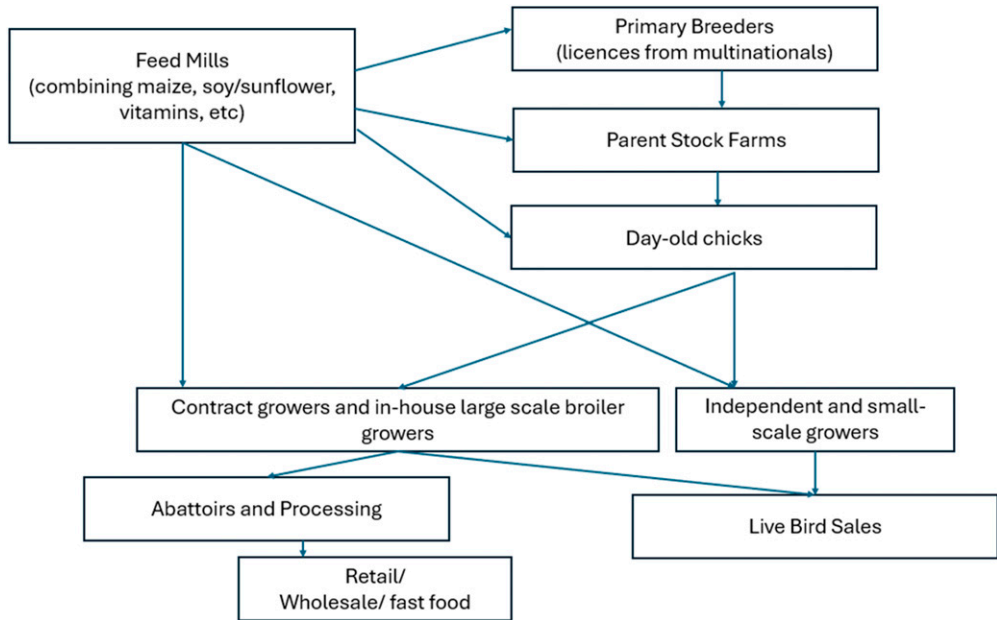 Primary Breeders
(licences from multinationals)
Feed Mills
(combining maize, soy/sunflower,
vitamins, etc)
Parent Stock Farms
Day-old chicks
Contract growers and in-house large scale broiler
growers
Independent and small-
scale growers
Abattoirs and Processing
Live Bird Sales
Retail/
Wholesale/ fast food